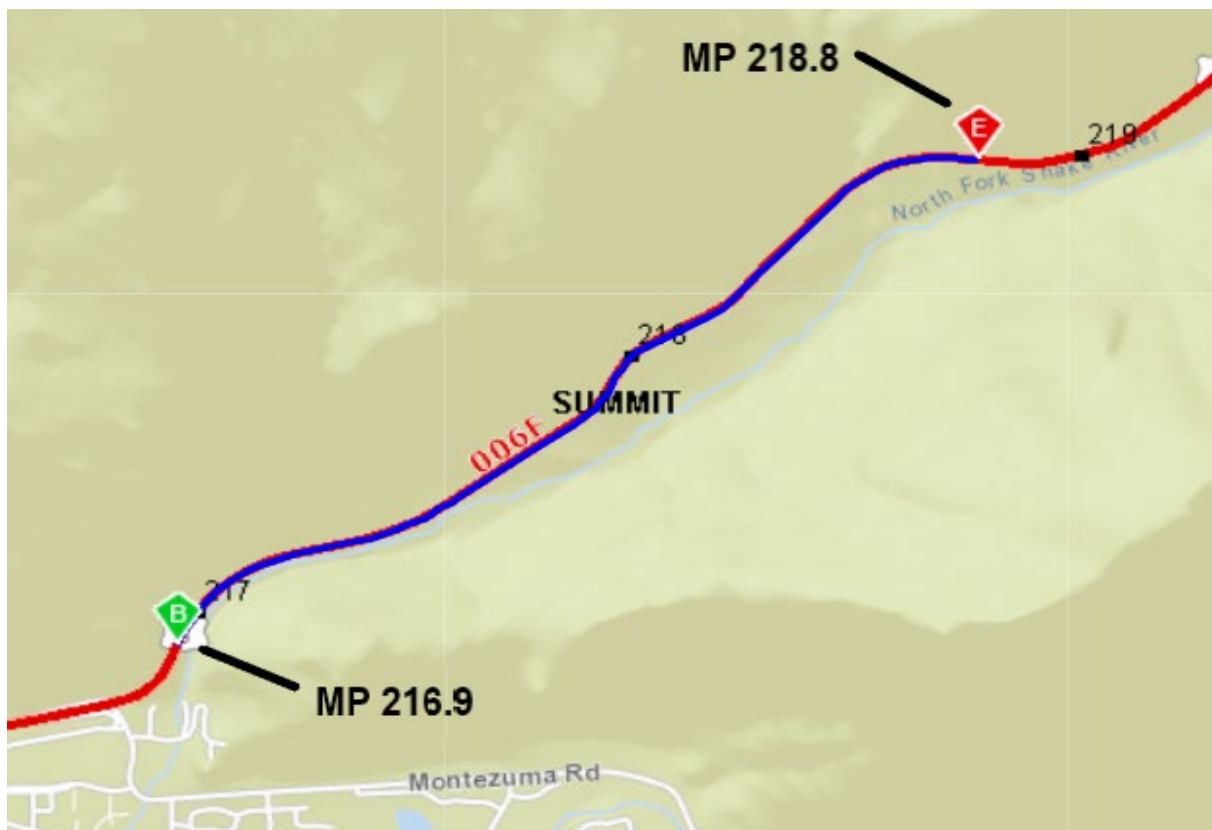 MP 218.8
E
219
North Fork Snake River
218
SUMMIT
006F
217
B
MP 216.9
Montezuma Rd